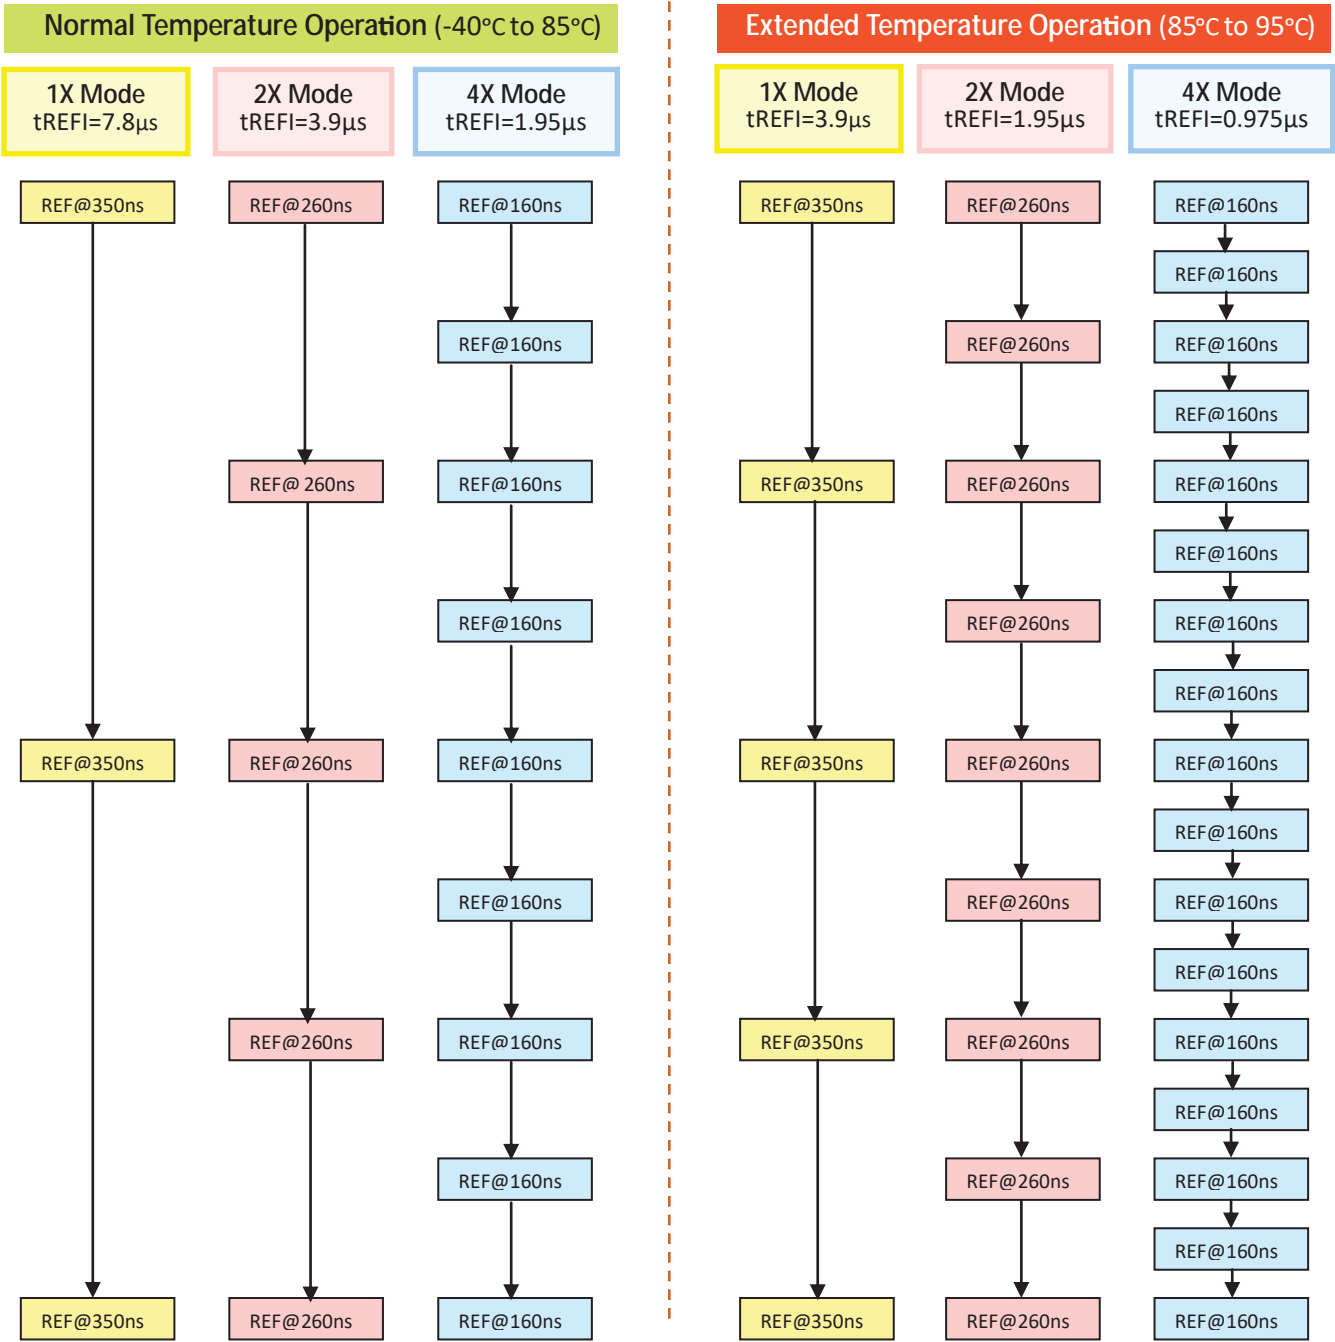 Normal Temperature Operation (-40°C to 85°C)
Extended Temperature Operation (85°C to 95°C)
1X Mode
tREFI=7.8µs
2X Mode
tREFI=3.9µs
4X Mode
tREFI=1.95µs
1X Mode
tREFI=3.9µs
2X Mode
tREFI=1.95µs
4X Mode
tREFI=0.975µs
REF@350ns
REF@260ns
REF@160ns
REF@350ns
REF@260ns
REF@160ns
REF@160ns
REF@160ns
REF@260ns
REF@160ns
REF@160ns
REF@ 260ns
REF@160ns
REF@350ns
REF@260ns
REF@160ns
REF@160ns
REF@160ns
REF@260ns
REF@160ns
REF@160ns
REF@350ns
REF@260ns
REF@160ns
REF@350ns
REF@260ns
REF@160ns
REF@160ns
REF@160ns
REF@260ns
REF@160ns
REF@160ns
REF@260ns
REF@160ns
REF@350ns
REF@260ns
REF@160ns
REF@160ns
REF@160ns
REF@260ns
REF@160ns
REF@160ns
REF@350ns
REF@260ns
REF@160ns
REF@350ns
REF@260ns
REF@160ns